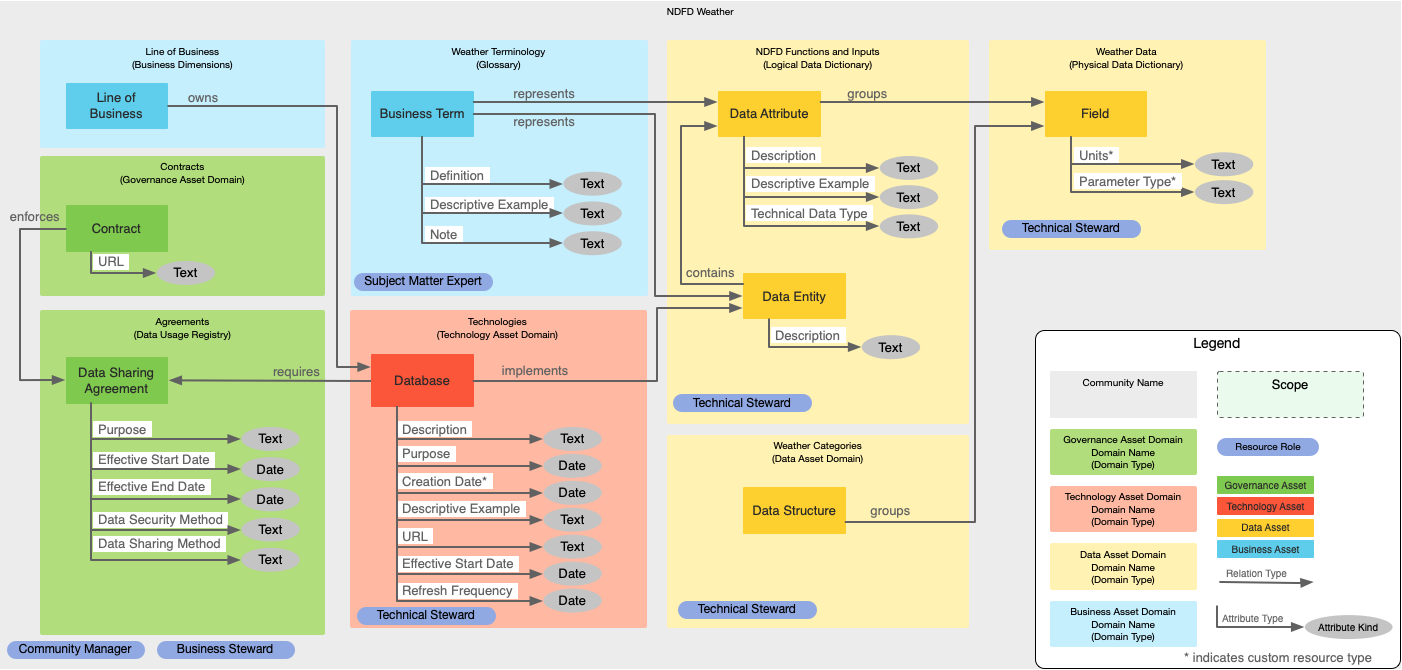 NDFD Weather
Line of Business
(Business Dimensions)
Line of
Business
owns
Contracts
(Governance Asset Domain)
enforces
Contract
URL
Text
Agreements
(Data Usage Registry)
Data Sharing
Agreement
requires
Purpose
Text
Effective Start Date
Date
Effective End Date
Date
Data Security Method
Text
Data Sharing Method
Text
Community Manager
Business Steward
Weather Terminology
(Glossary)
Business Term
represents
represents
Definition
Text
Descriptive Example
Text
Note
Text
Subject Matter Expert
Technologies
(Technology Asset Domain)
Database
implements
Description
Text
Purpose
Date
Creation Date*
Date
Descriptive Example
Text
URL
Text
Effective Start Date
Date
Refresh Frequency
Date
Technical Steward
NDFD Functions and Inputs
(Logical Data Dictionary)
Data Attribute
groups
Description
Text
Descriptive Example
Text
Technical Data Type
Text
contains
Data Entity
Description
Text
Technical Steward
Weather Categories
(Data Asset Domain)
Data Structure
groups
Technical Steward
Weather Data
(Physical Data Dictionary)
Field
Units*
Text
Parameter Type*
Text
Technical Steward
Legend
Community Name
Scope
Governance Asset Domain
Domain Name
(Domain Type)
Resource Role
Technology Asset Domain
Domain Name
(Domain Type)
Governance Asset
Technology Asset
Data Asset
Business Asset
Data Asset Domain
Domain Name
(Domain Type)
Relation Type
Business Asset Domain
Domain Name
(Domain Type)
Attribute Type
Attribute Kind
* indicates custom resource type